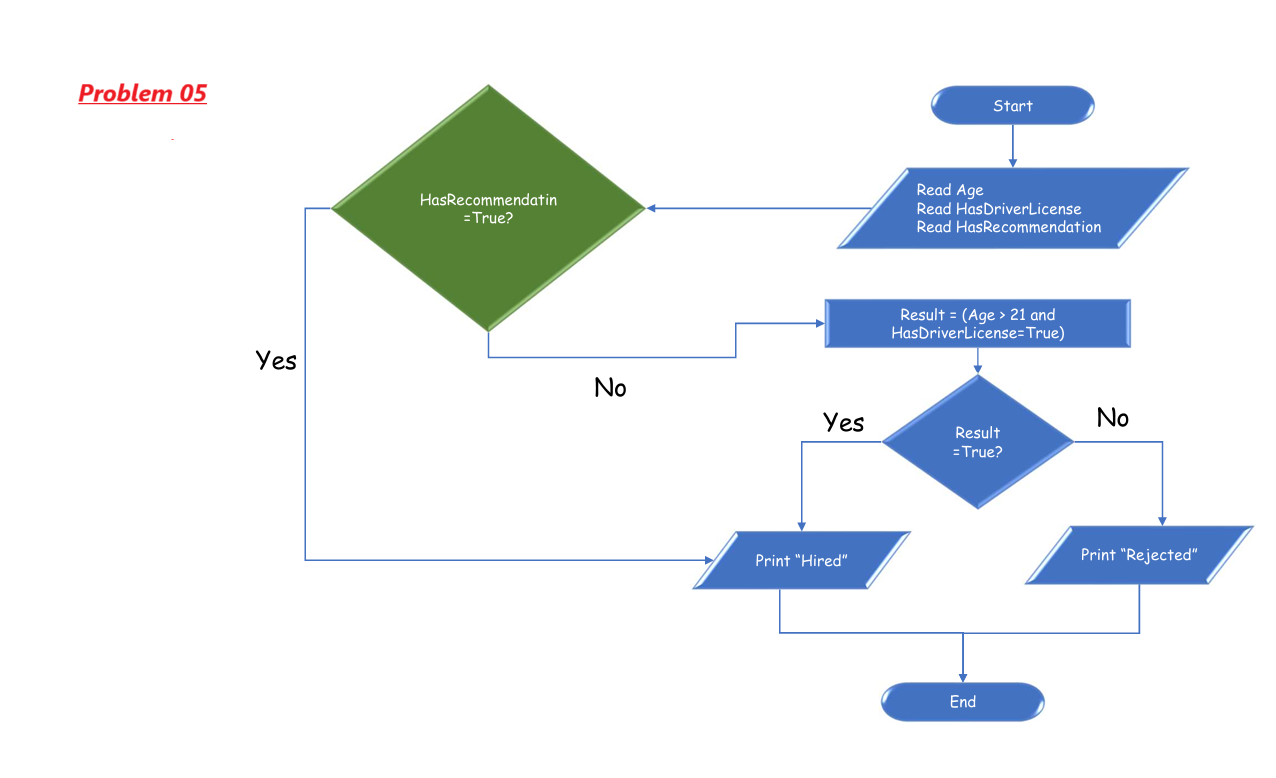 Problem 05
Start
Read Age
Read HasDriverLicense
Read HasRecommendation
HasRecommendatin
=True?
Result = (Age > 21 and
HasDriverLicense=True)
Yes
No
Result
=True?
Yes
No
Print “Hired”
Print “Rejected”
End